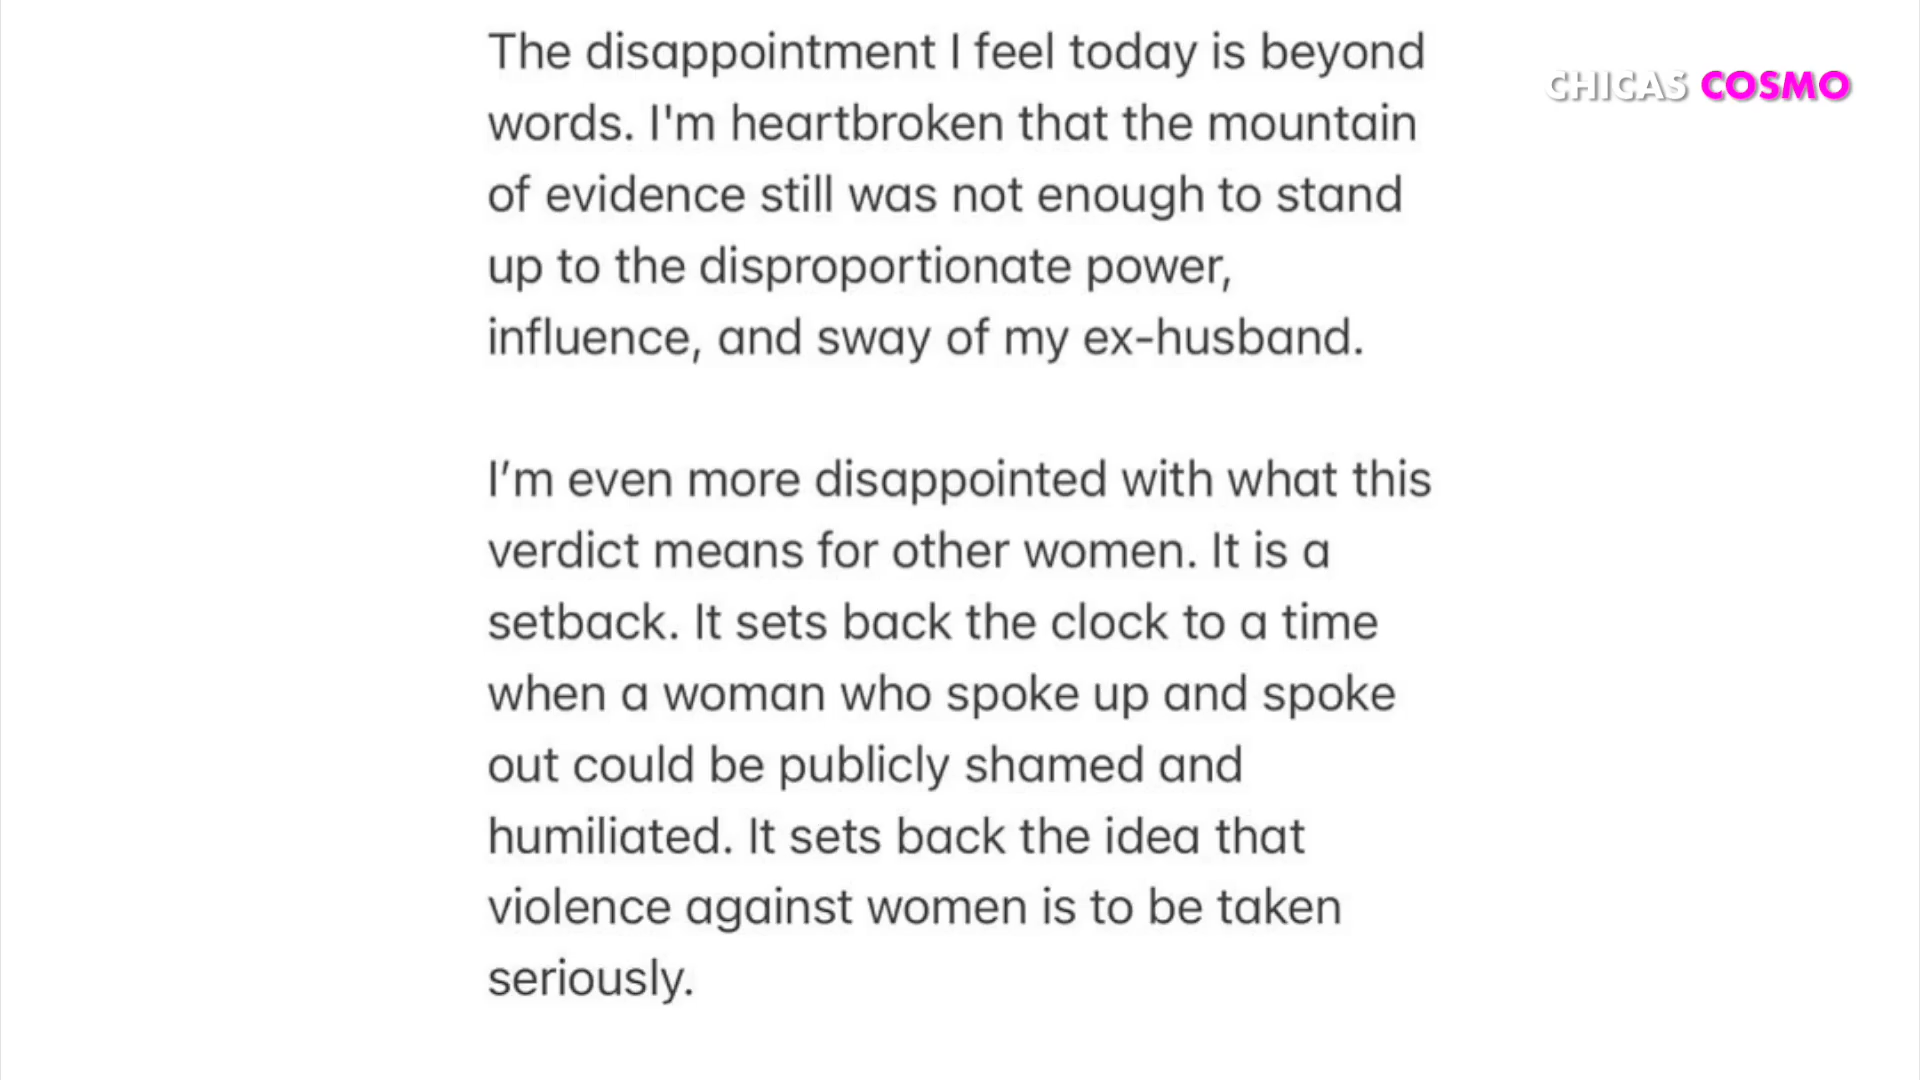 The disappointment I feel today is beyond
words. I'm heartbroken that the mountain
of evidence still was not enough to stand
up to the disproportionate power,
influence, and sway of my ex-husband.
I’m even more disappointed with what this
verdict means for other women. It is a
setback. It sets back the clock to a time
when a woman who spoke up and spoke
out could be publicly shamed and
humiliated. It sets back the idea that
violence against women is to be taken
seriously.
CHICAS COSMO